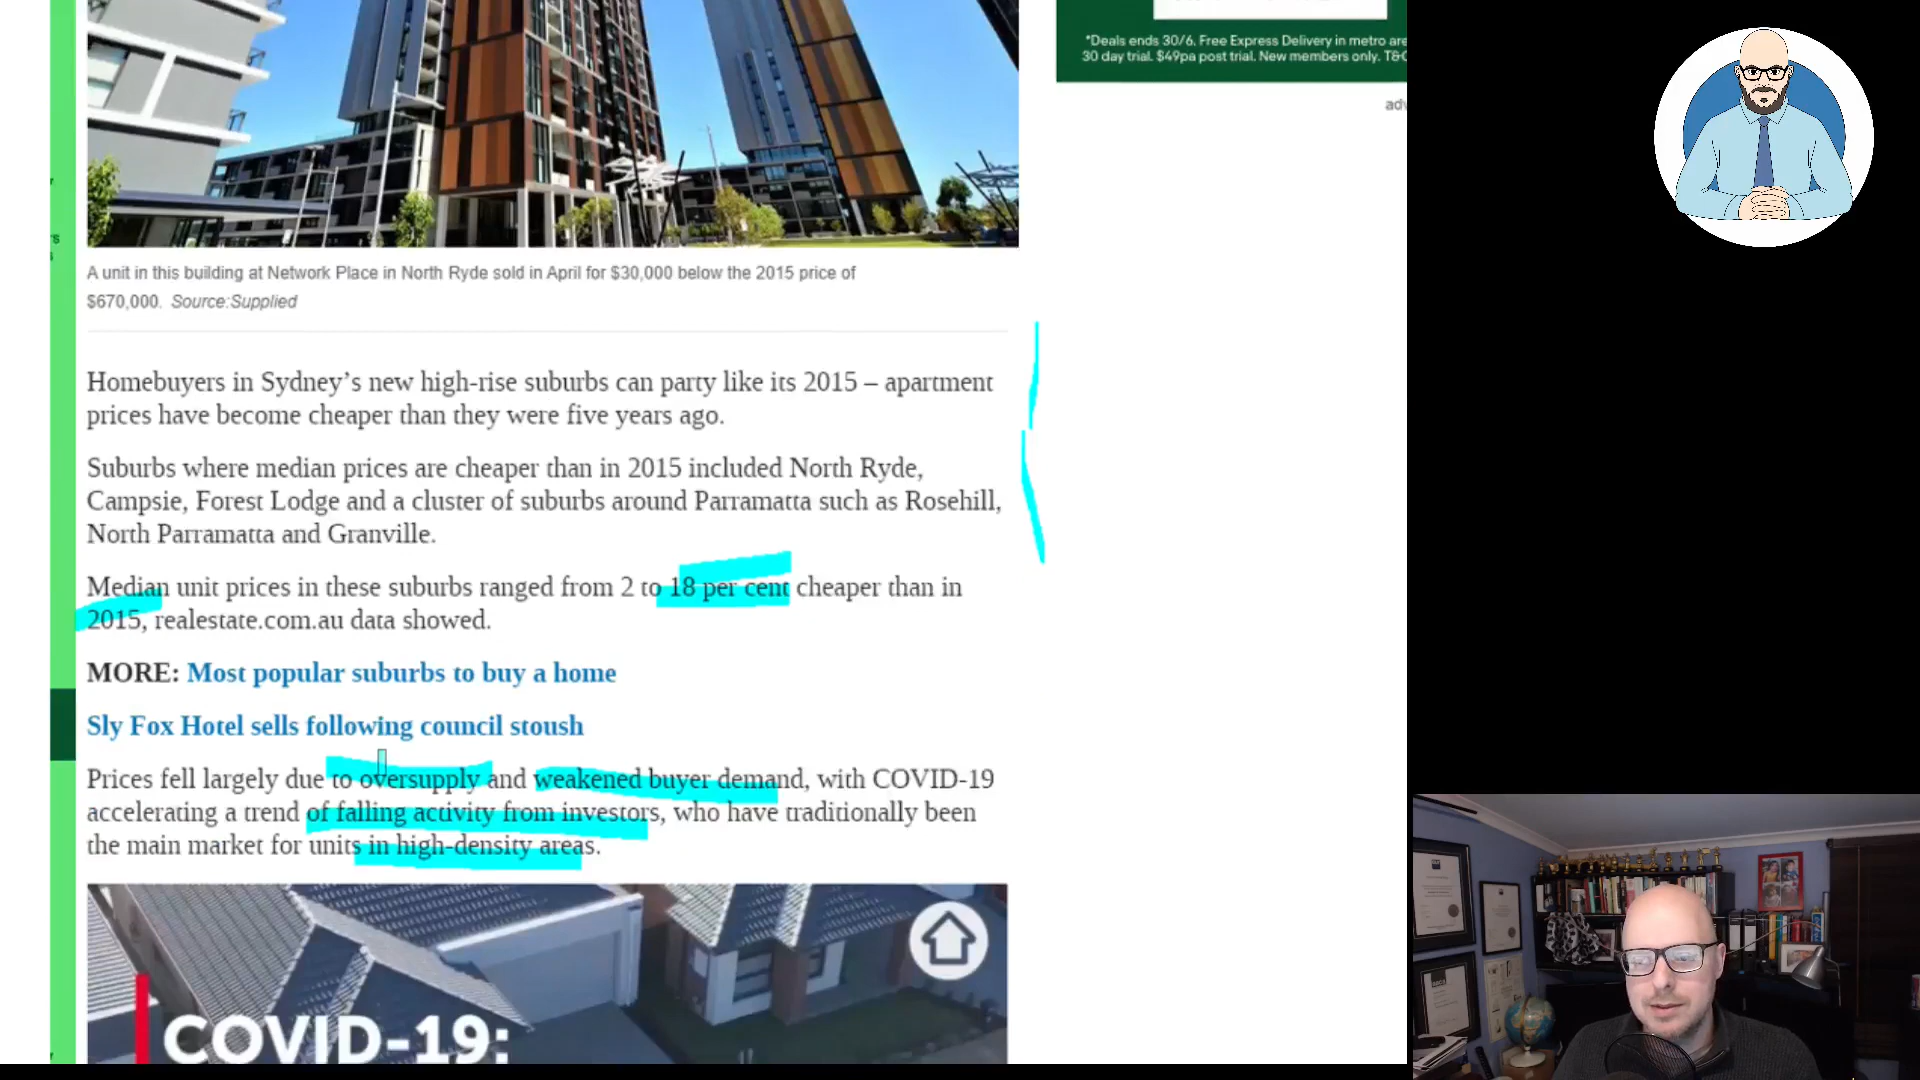 *Deals ends 30/6. Free Express Delivery in metro are
30 day trial. $49pa post trial. New members only. T&C
adv
A unit in this building at Network Place in North Ryde sold in April for $30,000 below the 2015 price of
$670,000. Source:Supplied
Homebuyers in Sydney’s new high-rise suburbs can party like its 2015 – apartment
prices have become cheaper than they were five years ago.
Suburbs where median prices are cheaper than in 2015 included North Ryde,
Campsie, Forest Lodge and a cluster of suburbs around Parramatta such as Rosehill,
North Parramatta and Granville.
Median unit prices in these suburbs ranged from 2 to 18 per cent cheaper than in
2015, realestate.com.au data showed.
MORE: Most popular suburbs to buy a home
Sly Fox Hotel sells following council stoush
Prices fell largely due to oversupply and weakened buyer demand, with COVID-19
accelerating a trend of falling activity from investors, who have traditionally been
the main market for units in high-density areas.
COVID-19: